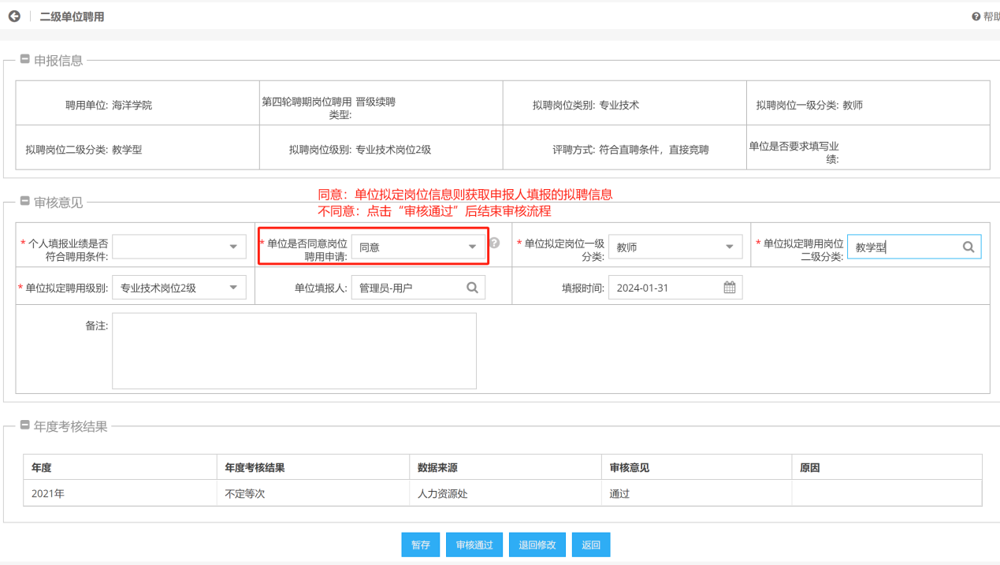 二级单位聘用
帮助
申报信息
聘用单位: 海洋学院
第四轮聘期岗位聘用类型: 晋级续聘
拟聘岗位类别: 专业技术
拟聘岗位一级分类: 教师
拟聘岗位二级分类: 教学型
拟聘岗位级别: 专业技术岗位2级
评聘方式: 符合直聘条件，直接竞聘
单位是否要求填写业绩:
同意：单位拟定岗位信息则获取申报人填报的拟聘信息
不同意：点击“审核通过”后结束审核流程
审核意见
* 个人填报业绩是否符合聘用条件:
* 单位是否同意岗位聘用申请: 同意
* 单位拟定岗位一级分类: 教师
* 单位拟定聘用岗位二级分类: 教学型
* 单位拟定聘用级别: 专业技术岗位2级
单位填报人: 管理员-用户
填报时间: 2024-01-31
备注:
年度考核结果
年度 年度考核结果 数据来源 审核意见 原因
2021年 不定等次 人力资源处 通过
暂存 审核通过 退回修改 返回